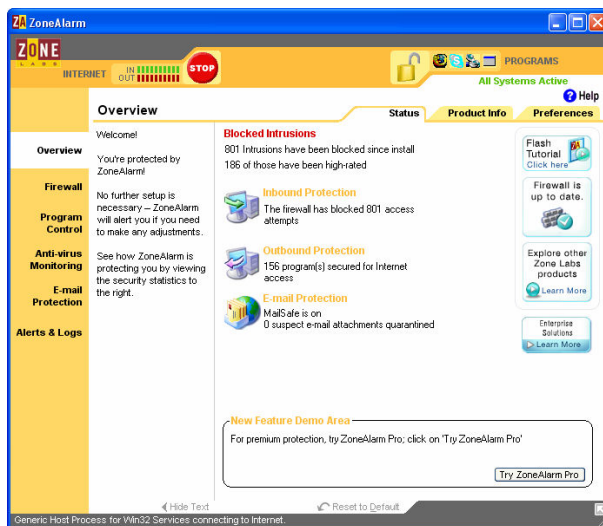 ZA ZoneAlarm
ZONE
LABS
INTERNET
IN
OUT
STOP
PROGRAMS
All Systems Active
Help
Overview
Status
Product Info
Preferences
Overview
Firewall
Program
Control
Anti-virus
Monitoring
E-mail
Protection
Alerts & Logs
Welcome!
You're protected by
ZoneAlarm!
No further setup is
necessary – ZoneAlarm
will alert you if you need
to make any adjustments.
See how ZoneAlarm is
protecting you by viewing
the security statistics to
the right.
Blocked Intrusions
801 Intrusions have been blocked since install
186 of those have been high-rated
Inbound Protection
The firewall has blocked 801 access
attempts
Outbound Protection
156 program(s) secured for Internet
access
E-mail Protection
MailSafe is on
0 suspect e-mail attachments quarantined
Flash
Tutorial
Click here
Firewall is
up to date.
Explore other
Zone Labs
products
Learn More
Enterprise
Solutions
Learn More
New Feature Demo Area
For premium protection, try ZoneAlarm Pro; click on 'Try ZoneAlarm Pro'
Try ZoneAlarm Pro
Hide Text
Reset to Default
Generic Host Process for Win32 Services connecting to Internet.